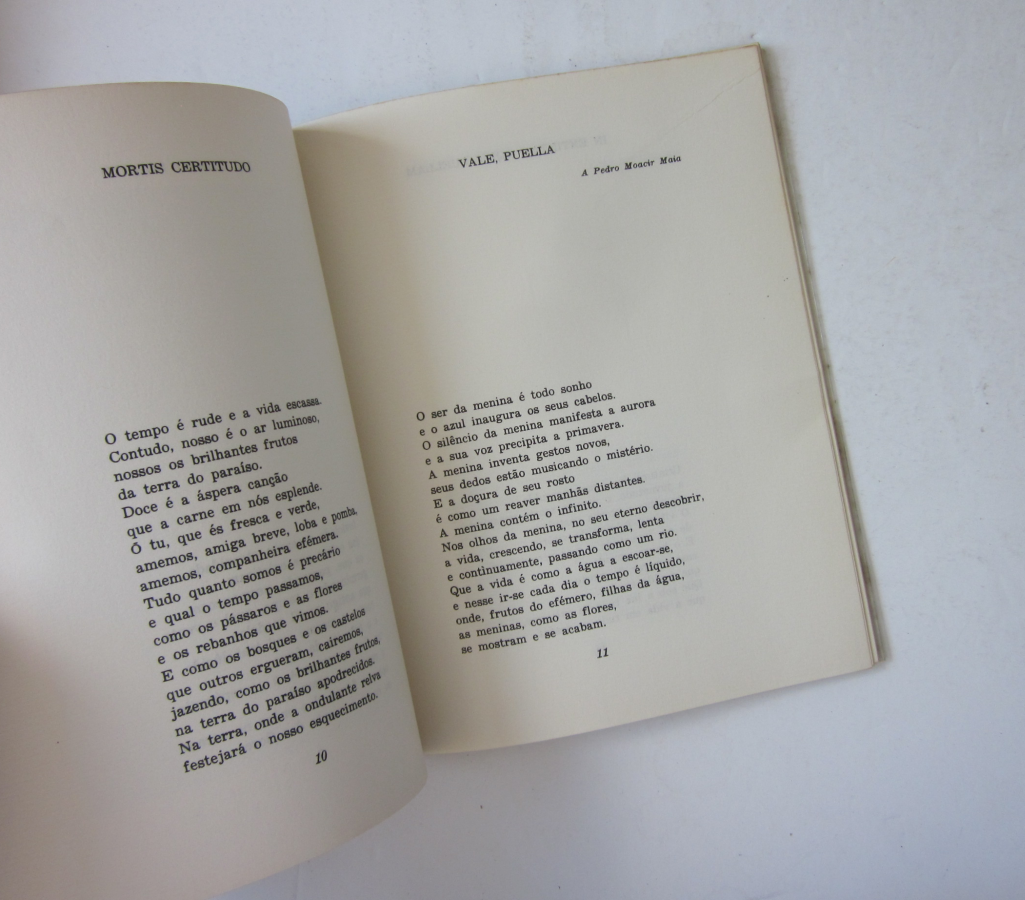 MORTIS CERTITUDO
O tempo é rude e a vida escassa.
Contudo, nosso é o ar luminoso,
nossos os brilhantes frutos
da terra do paraíso.
Doce é a áspera canção
que a carne em nós esplende.
Ó tu, que és fresca e verde,
amemos, amiga breve, loba e pomba,
amemos, companheira efémera.
Tudo quanto somos é precário
e qual o tempo passamos,
como os pássaros e as flores
e os rebanhos que vimos.
E como os bosques e os castelos
que outros ergueram, cairemos,
jazendo, como os brilhantes frutos,
na terra do paraíso apodrecidos.
Na terra, onde a ondulante relva
festejará o nosso esquecimento.
10
VALE, PUELLA
A Pedro Moacir Maia
O ser da menina é todo sonho
e o azul inaugura os seus cabelos.
O silêncio da menina manifesta a aurora
e a sua voz precipita a primavera.
A menina inventa gestos novos,
seus dedos estão musicando o mistério.
E a doçura de seu rosto
é como um reaver manhãs distantes.
A menina contém o infinito.
Nos olhos da menina, no seu eterno descobrir,
a vida, crescendo, se transforma, lenta
e continuamente, passando como um rio.
Que a vida é como a água a escoar-se,
e nesse ir-se cada dia o tempo é líquido,
onde, frutos do efémero, filhas da água,
as meninas, como as flores,
se mostram e se acabam.
11